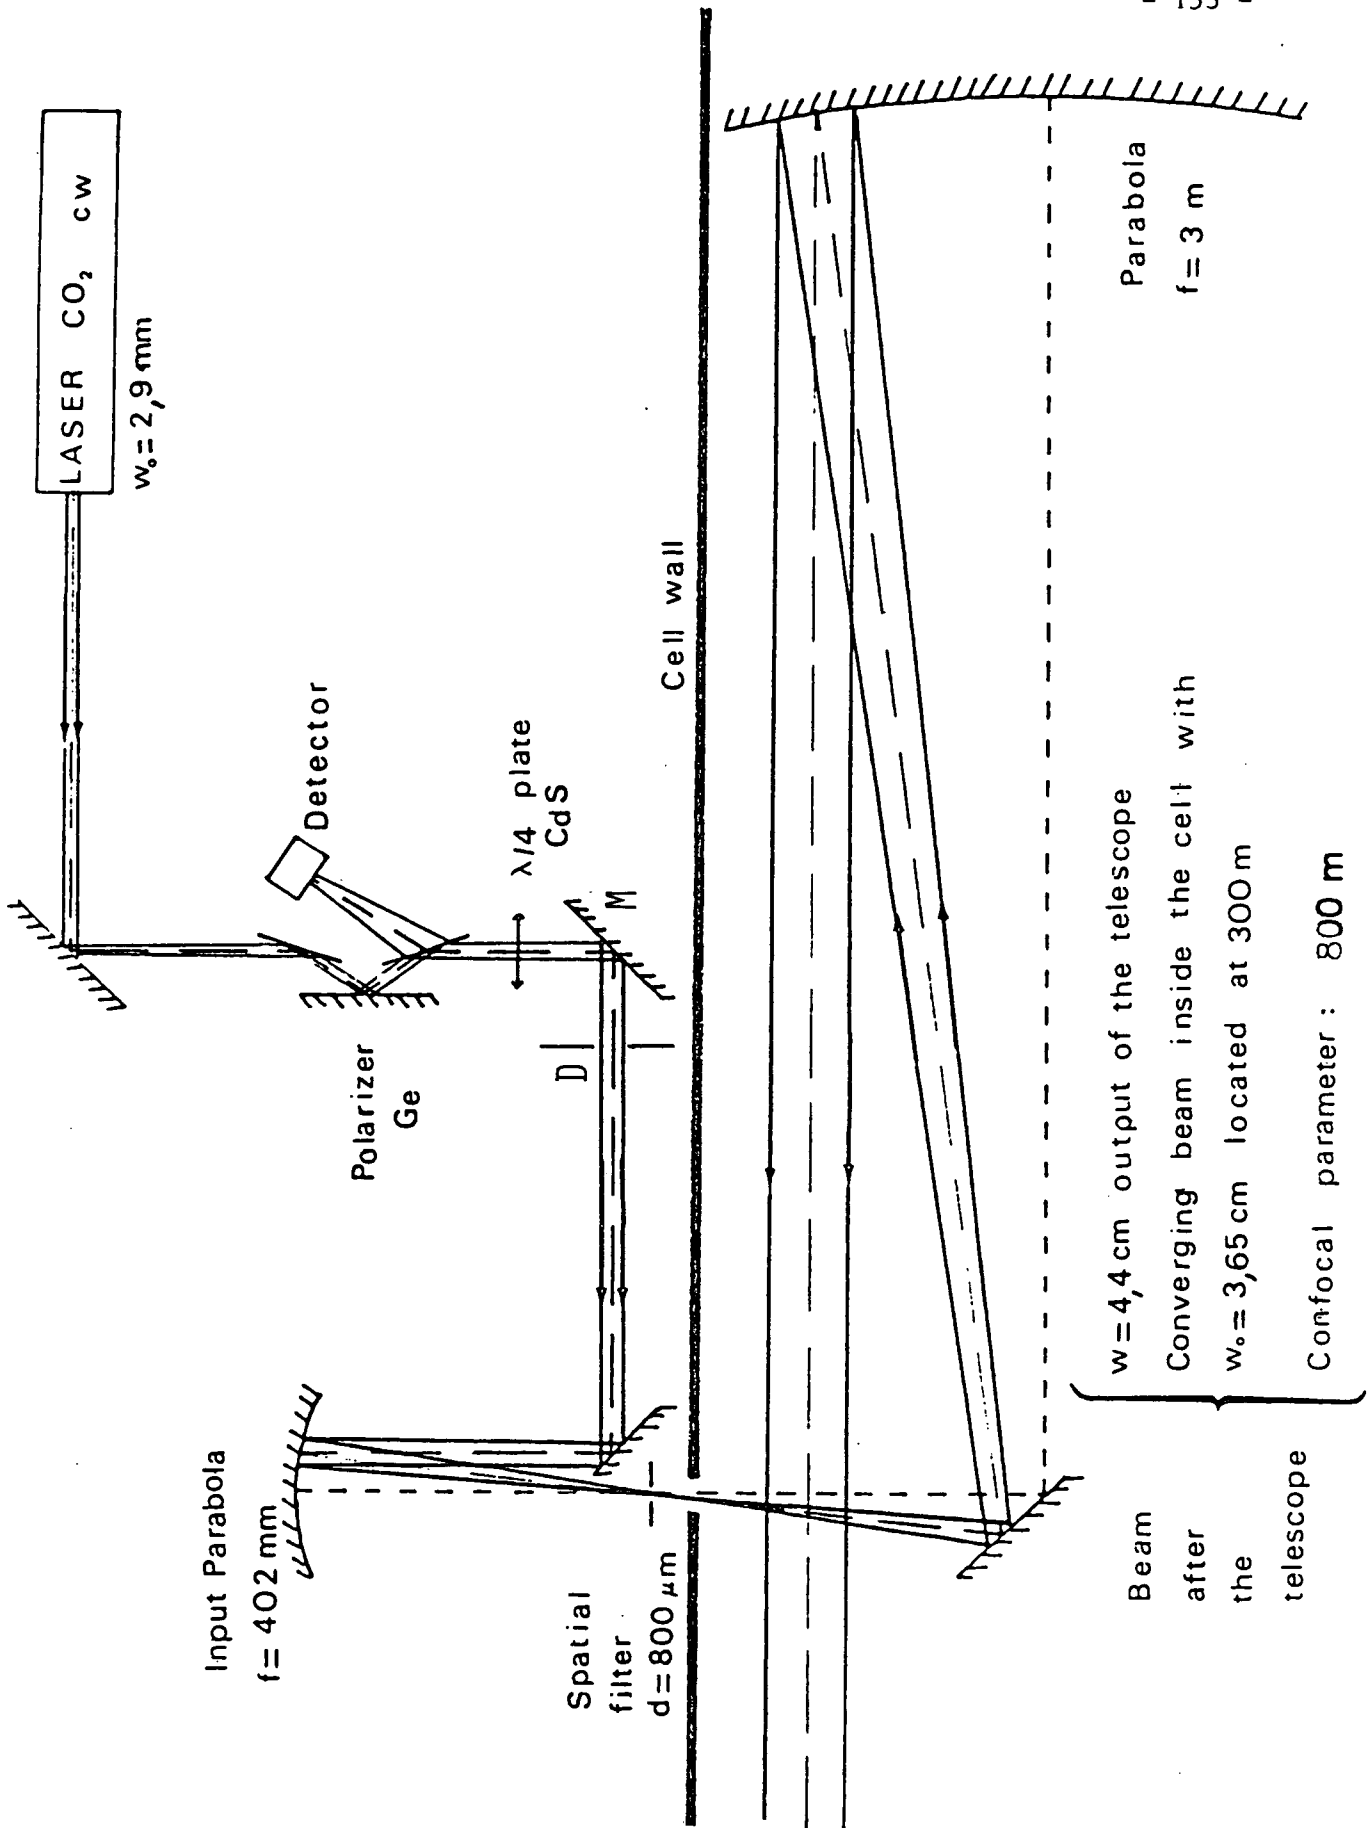 LASER CO₂ cw
w₀= 2,9 mm
Detector
λ/4 plate
CdS
M
D
Polarizer
Ge
Input Parabola
f= 402 mm
Spatial
filter
d=800 μm
Cell wall
Parabola
f= 3 m
Beam
after
the
telescope
w=4,4 cm output of the telescope
Converging beam inside the cell with
w₀=3,65 cm located at 300 m
Confocal parameter : 800 m